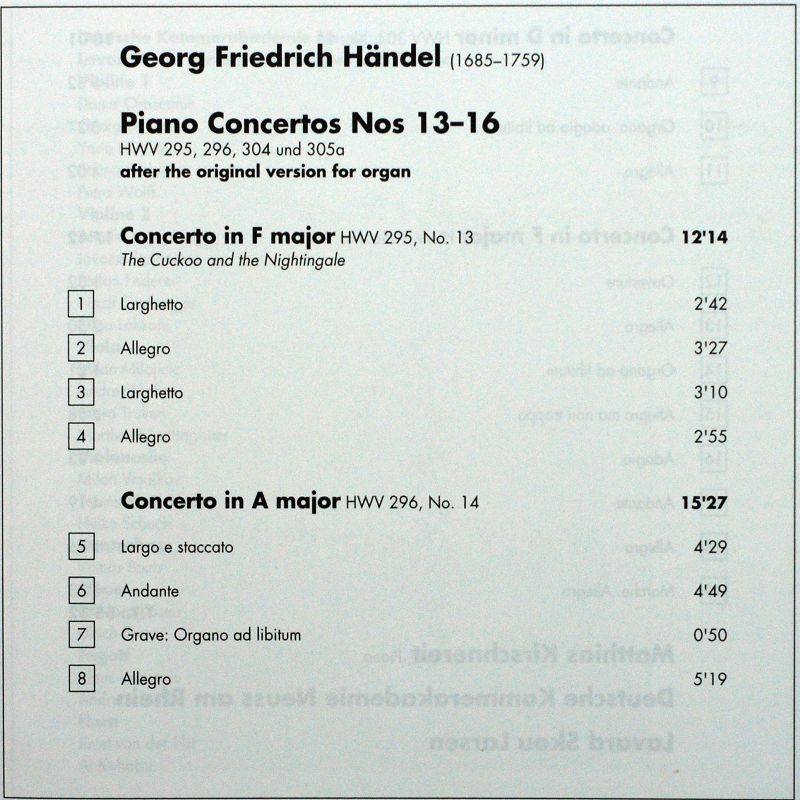 Georg Friedrich Händel (1685–1759)
Piano Concertos Nos 13–16
HWV 295, 296, 304 und 305a
after the original version for organ
Concerto in F major HWV 295, No. 13 12'14
The Cuckoo and the Nightingale
1 Larghetto 2'42
2 Allegro 3'27
3 Larghetto 3'10
4 Allegro 2'55
Concerto in A major HWV 296, No. 14 15'27
5 Largo e staccato 4'29
6 Andante 4'49
7 Grave: Organo ad libitum 0'50
8 Allegro 5'19